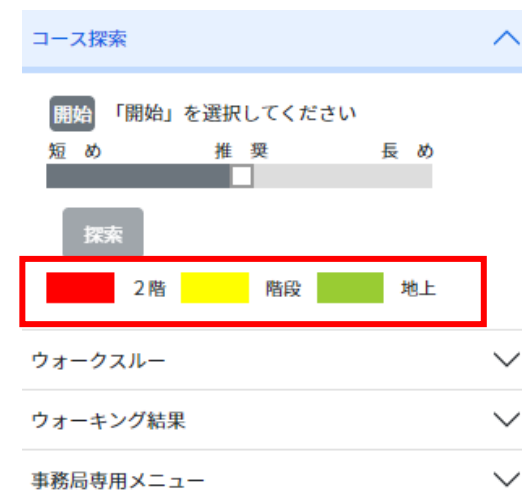 コース探索
開始 「開始」を選択してください
短め 推奨 長め
探索
２階 階段 地上
ウォークスルー
ウォーキング結果
事務局専用メニュー